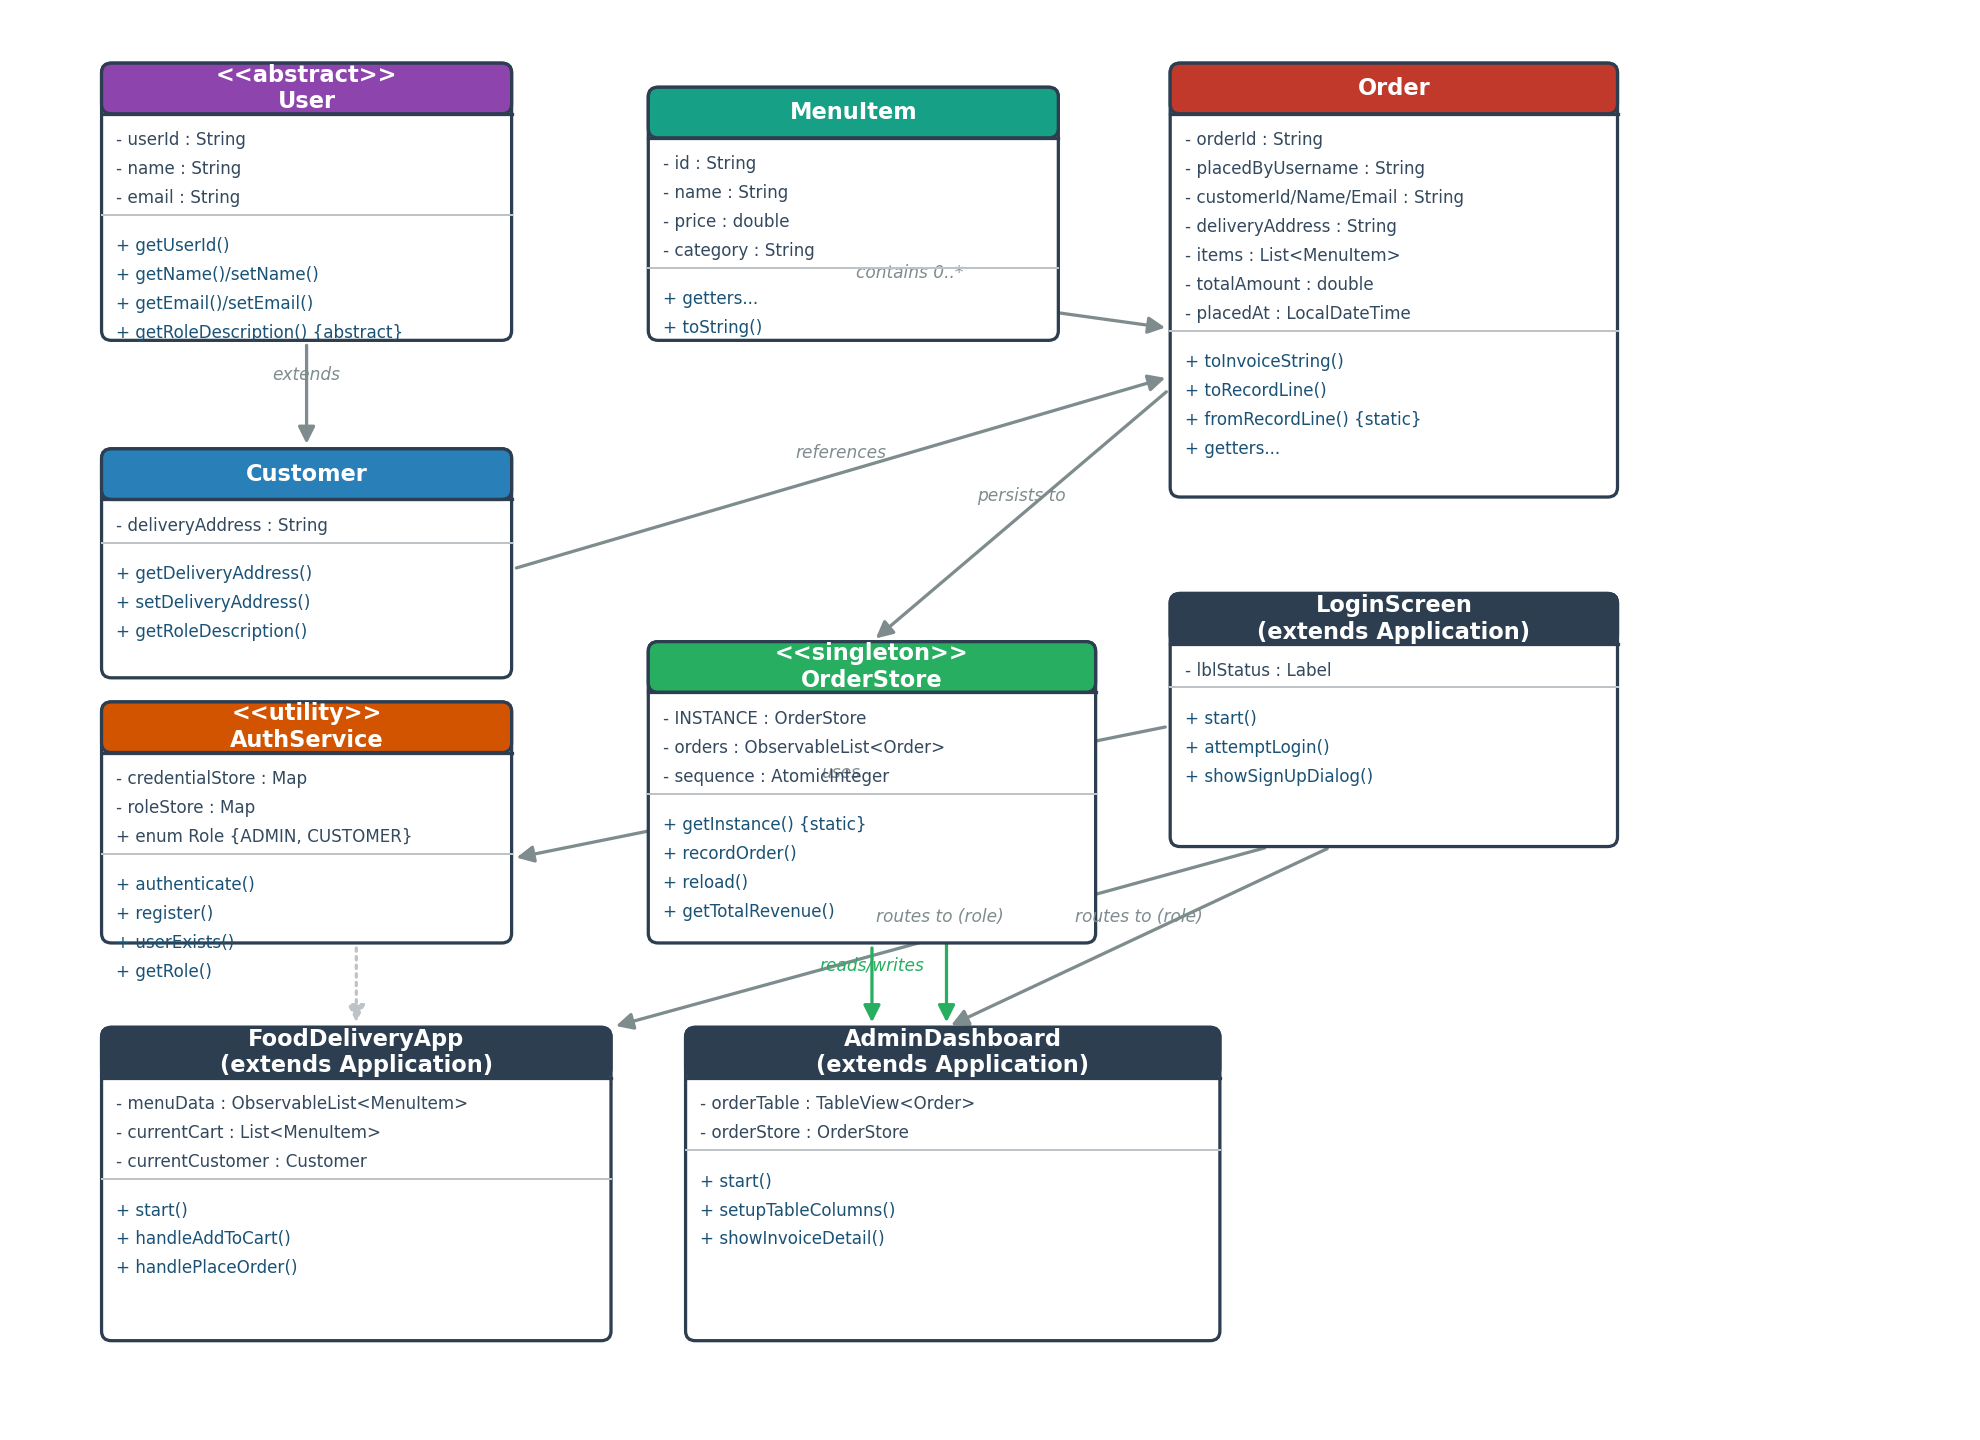 <<abstract>>
User
- userId : String
- name : String
- email : String
+ getUserId()
+ getName()/setName()
+ getEmail()/setEmail()
+ getRoleDescription() {abstract}
extends
MenuItem
- id : String
- name : String
- price : double
- category : String
contains 0..*
+ getters...
+ toString()
Order
- orderId : String
- placedByUsername : String
- customerId/Name/Email : String
- deliveryAddress : String
- items : List<MenuItem>
- totalAmount : double
- placedAt : LocalDateTime
+ toInvoiceString()
+ toRecordLine()
+ fromRecordLine() {static}
+ getters...
Customer
- deliveryAddress : String
+ getDeliveryAddress()
+ setDeliveryAddress()
+ getRoleDescription()
references
persists to
<<utility>>
AuthService
- credentialStore : Map
- roleStore : Map
+ enum Role {ADMIN, CUSTOMER}
+ authenticate()
+ register()
+ userExists()
+ getRole()
<<singleton>>
OrderStore
- INSTANCE : OrderStore
- orders : ObservableList<Order>
- sequence : AtomicInteger
uses
+ getInstance() {static}
+ recordOrder()
+ reload()
+ getTotalRevenue()
LoginScreen
(extends Application)
- lblStatus : Label
+ start()
+ attemptLogin()
+ showSignUpDialog()
routes to (role)
routes to (role)
reads/writes
FoodDeliveryApp
(extends Application)
- menuData : ObservableList<MenuItem>
- currentCart : List<MenuItem>
- currentCustomer : Customer
+ start()
+ handleAddToCart()
+ handlePlaceOrder()
AdminDashboard
(extends Application)
- orderTable : TableView<Order>
- orderStore : OrderStore
+ start()
+ setupTableColumns()
+ showInvoiceDetail()